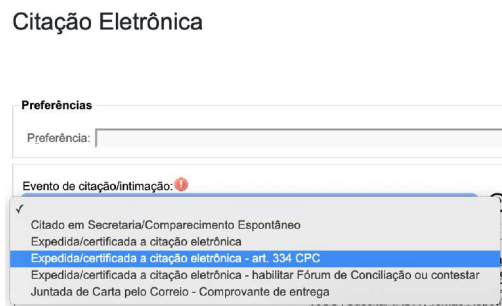 Citação Eletrônica
Preferências
Preferência:
Evento de citação/intimação:
Citado em Secretaria/Comparecimento Espontâneo
Expedida/certificada a citação eletrônica
Expedida/certificada a citação eletrônica - art. 334 CPC
Expedida/certificada a citação eletrônica - habilitar Fórum de Conciliação ou contestar
Juntada de Carta pelo Correio - Comprovante de entrega